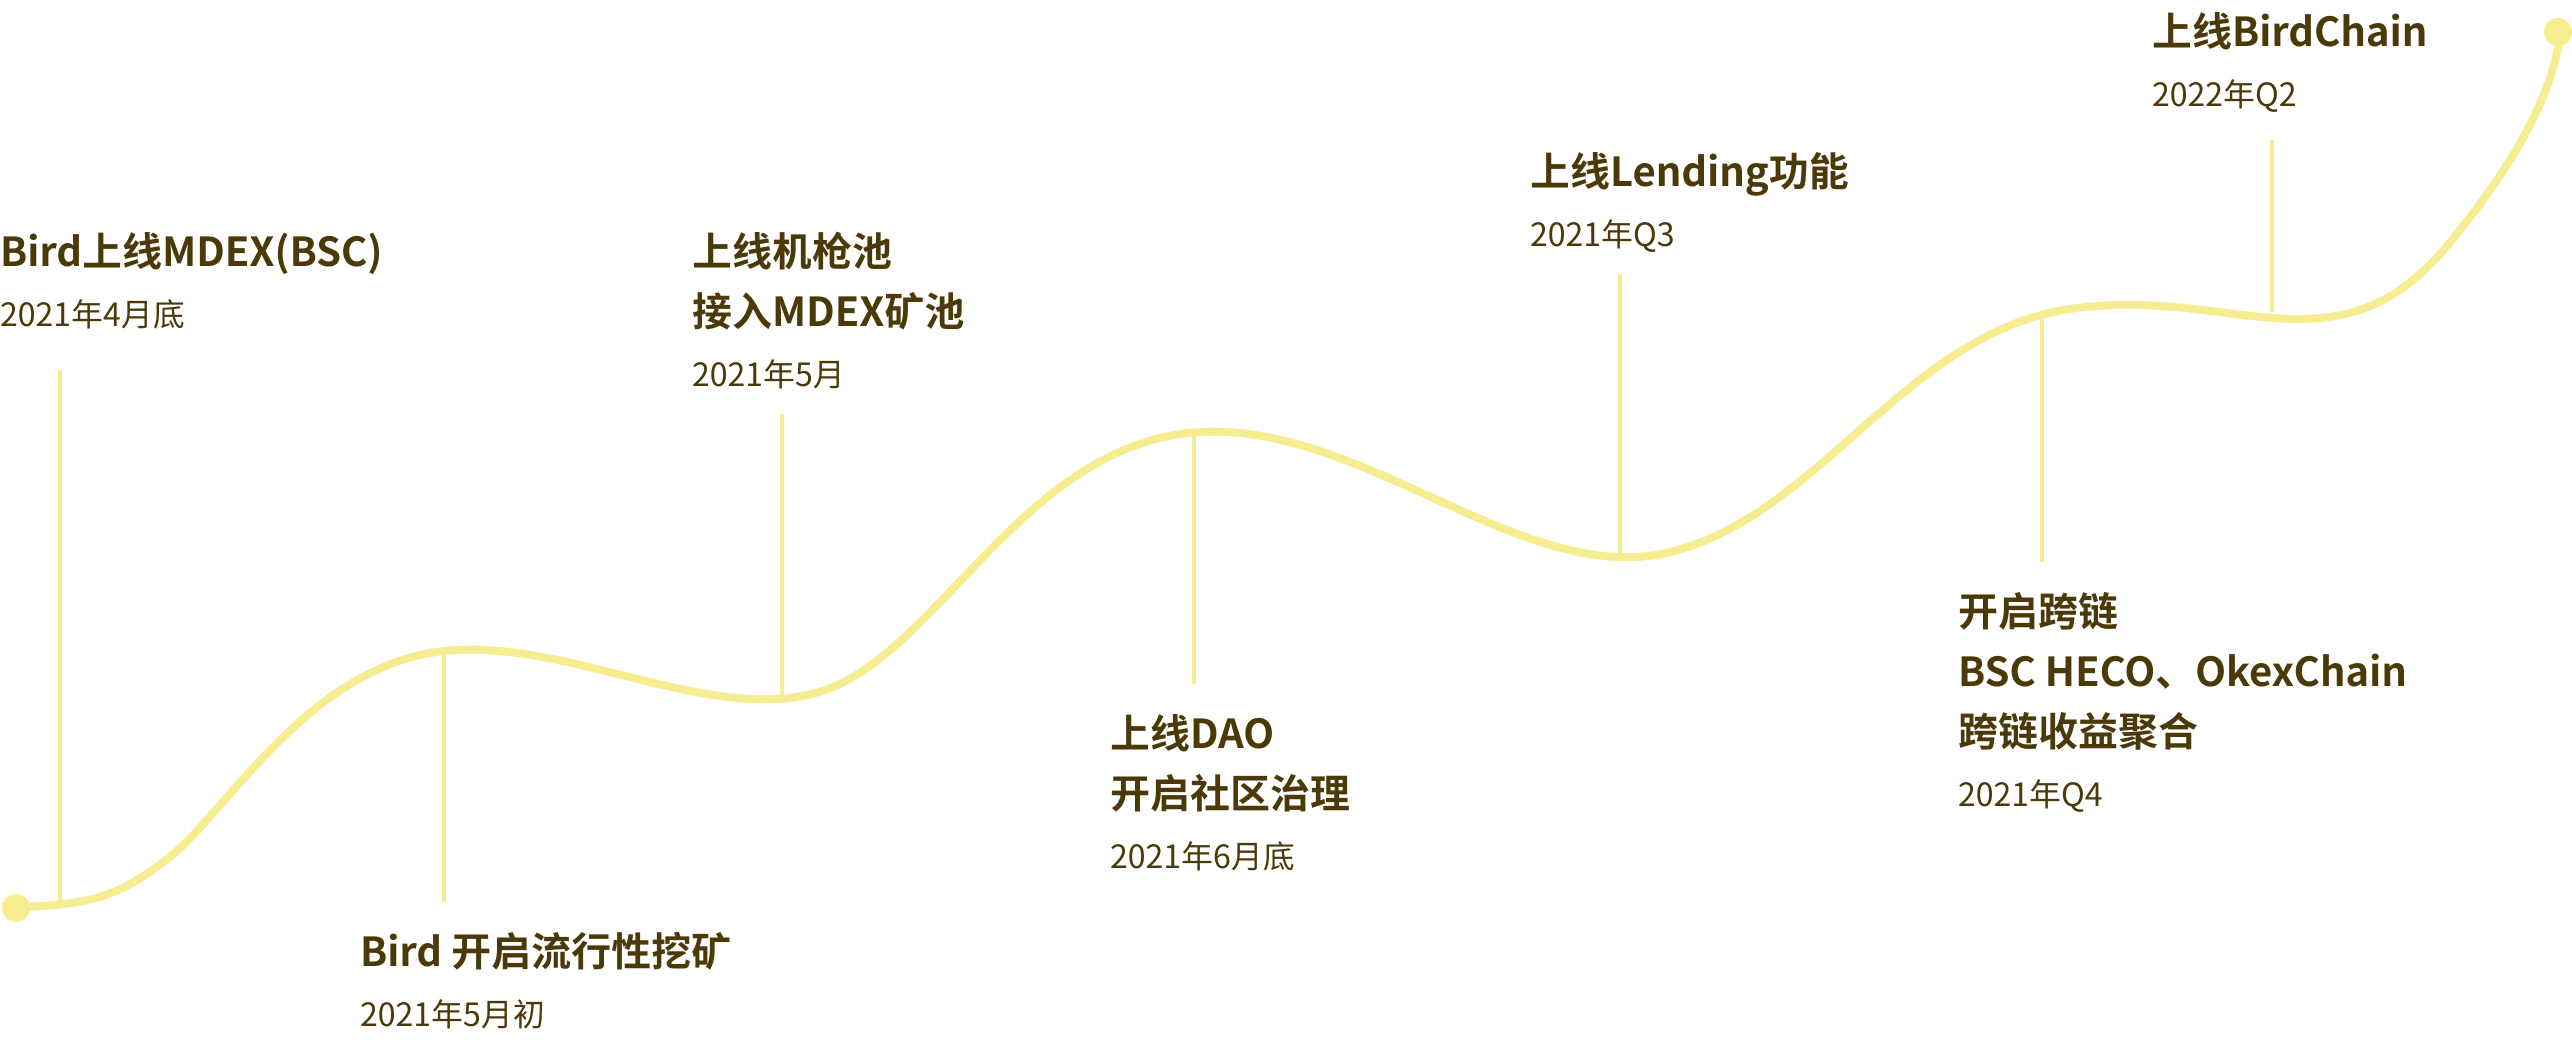 Bird上线MDEX(BSC)
2021年4月底
Bird 开启流行性挖矿
2021年5月初
上线机枪池
接入MDEX矿池
2021年5月
上线DAO
开启社区治理
2021年6月底
上线Lending功能
2021年Q3
开启跨链
BSC HECO、OkexChain
跨链收益聚合
2021年Q4
上线BirdChain
2022年Q2